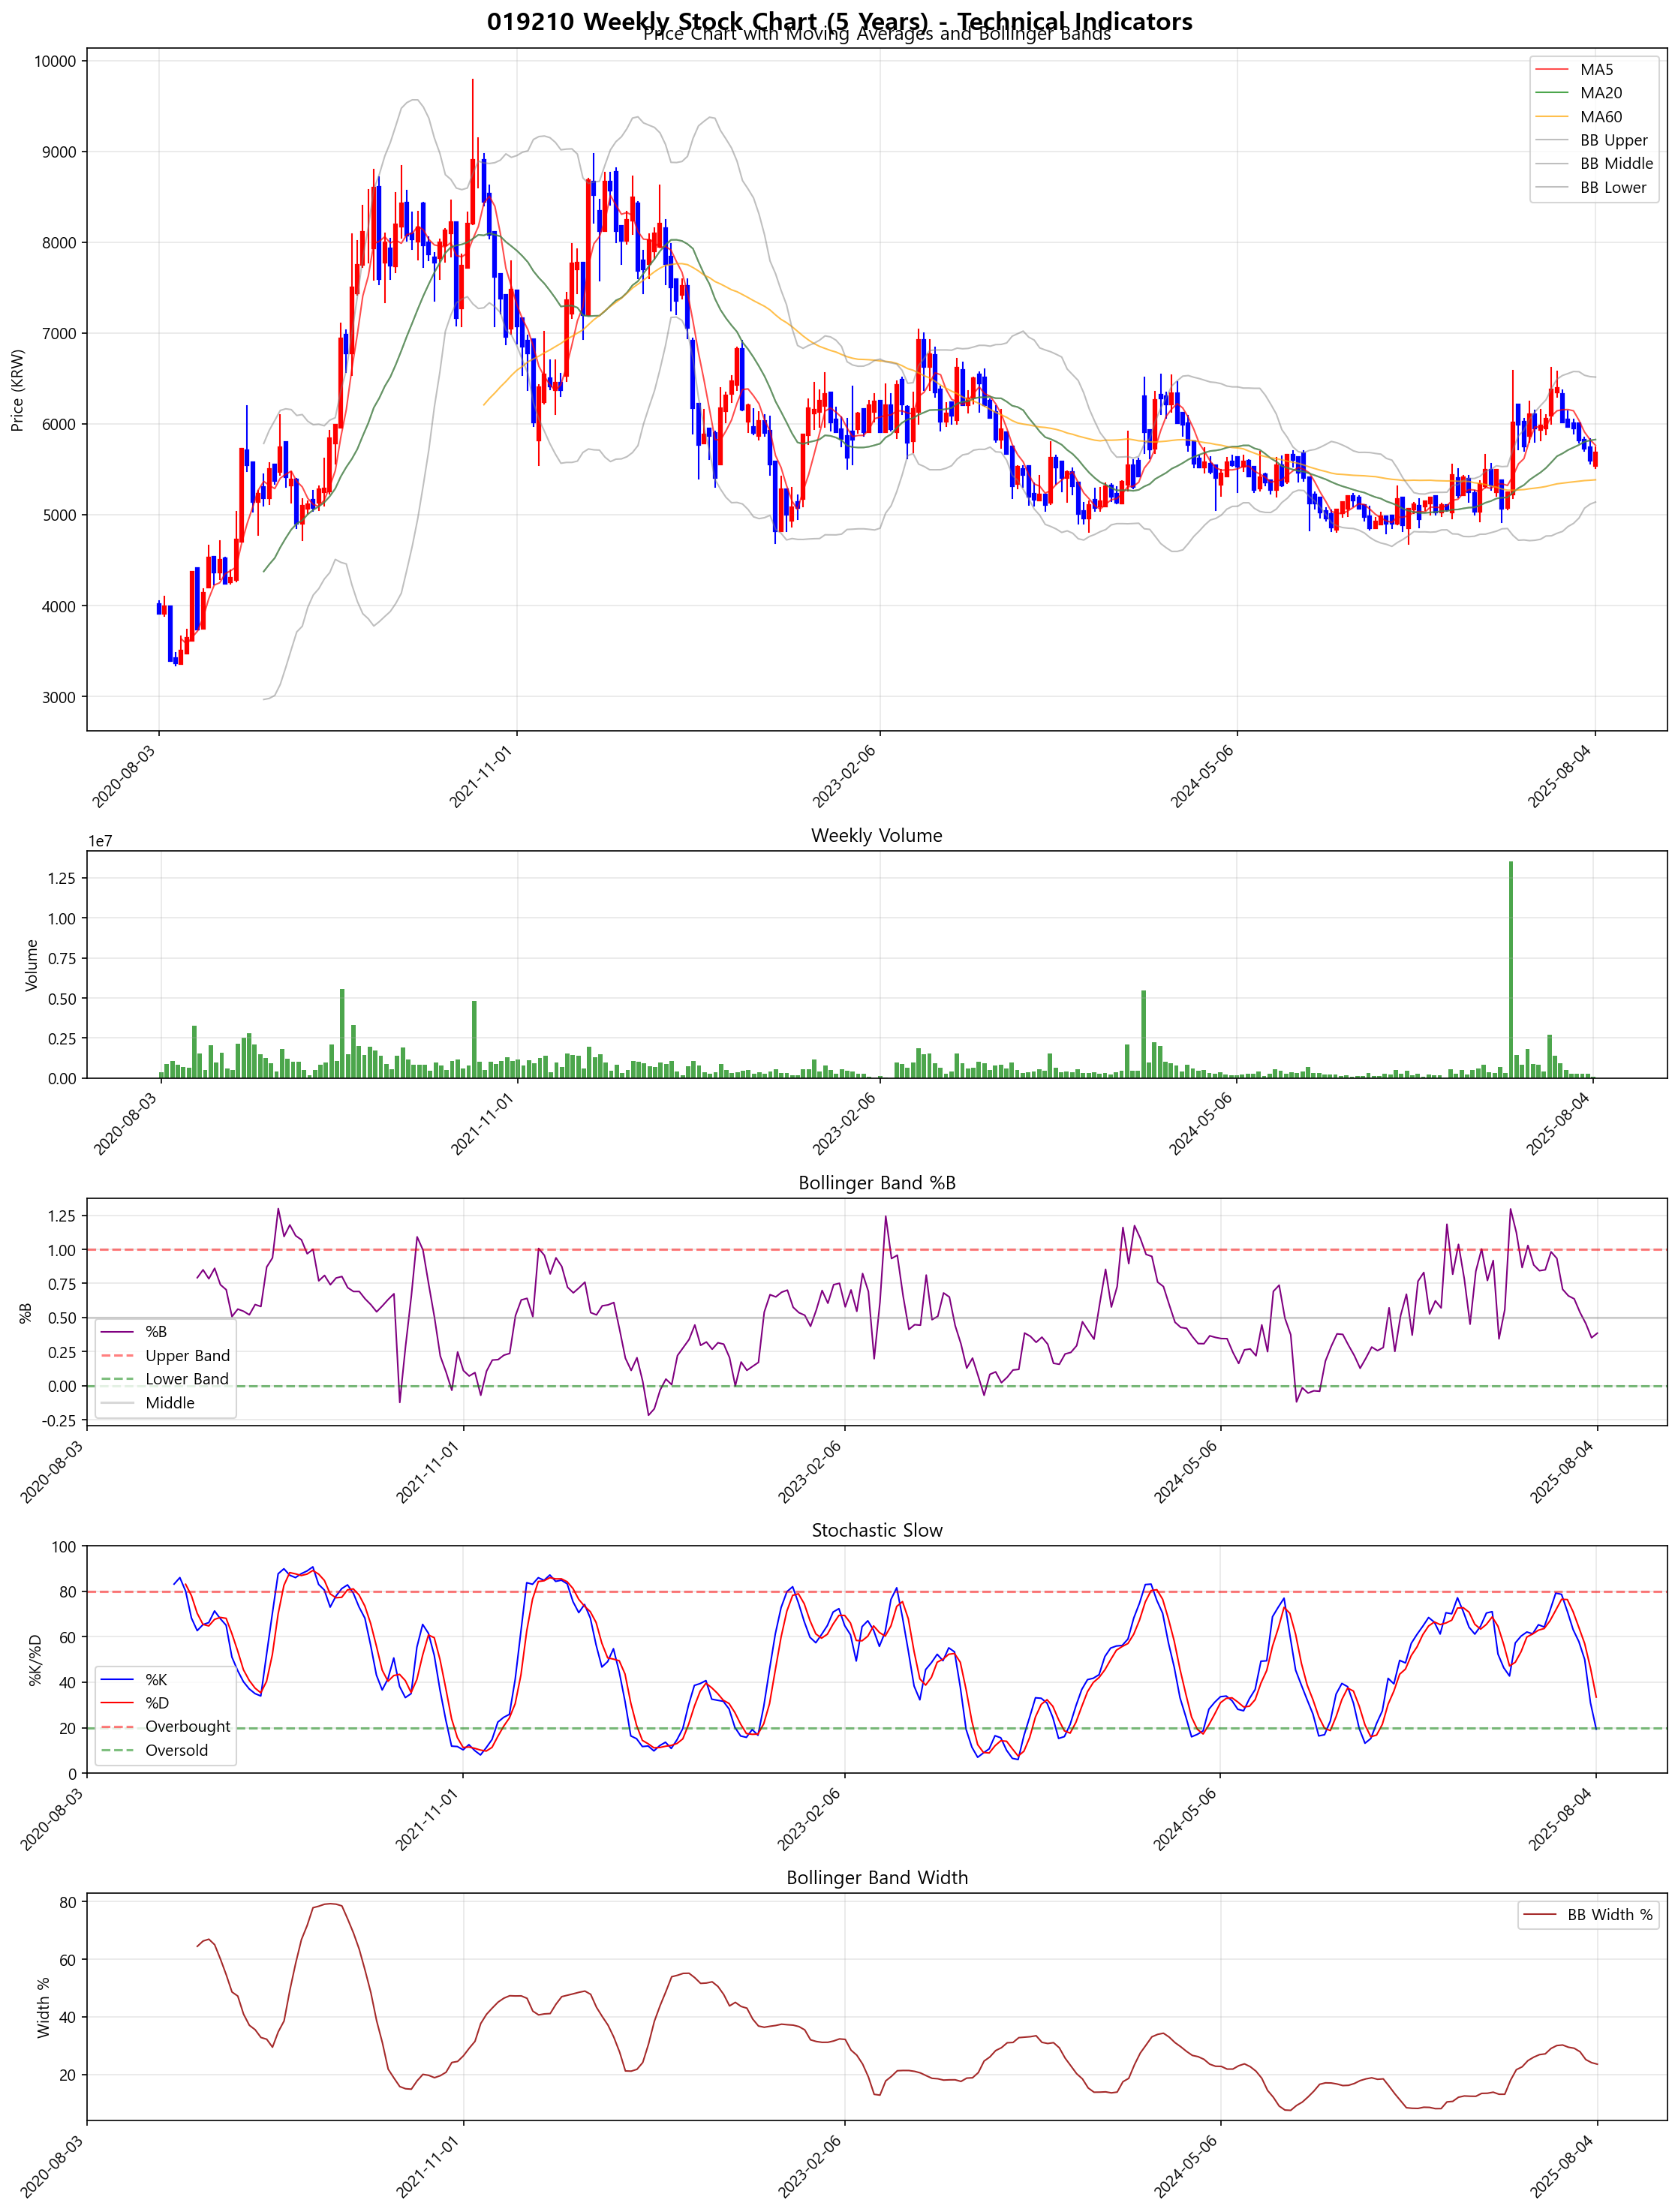 019210 Weekly Stock Chart (5 Years) - Technical Indicators
Price Chart with Moving Averages and Bollinger Bands
Price (KRW)
10000
9000
8000
7000
6000
5000
4000
3000
MA5
MA20
MA60
BB Upper
BB Middle
BB Lower
2020-08-03
2021-11-01
2023-02-06
2024-05-06
2025-08-04
Weekly Volume
1e7
Volume
1.25
1.00
0.75
0.50
0.25
0.00
2020-08-03
2021-11-01
2023-02-06
2024-05-06
2025-08-04
Bollinger Band %B
%B
1.25
1.00
0.75
0.50
0.25
0.00
-0.25
%B
Upper Band
Lower Band
Middle
2020-08-03
2021-11-01
2023-02-06
2024-05-06
2025-08-04
Stochastic Slow
%K/%D
100
80
60
40
20
0
%K
%D
Overbought
Oversold
2020-08-03
2021-11-01
2023-02-06
2024-05-06
2025-08-04
Bollinger Band Width
Width %
80
60
40
20
BB Width %
2020-08-03
2021-11-01
2023-02-06
2024-05-06
2025-08-04